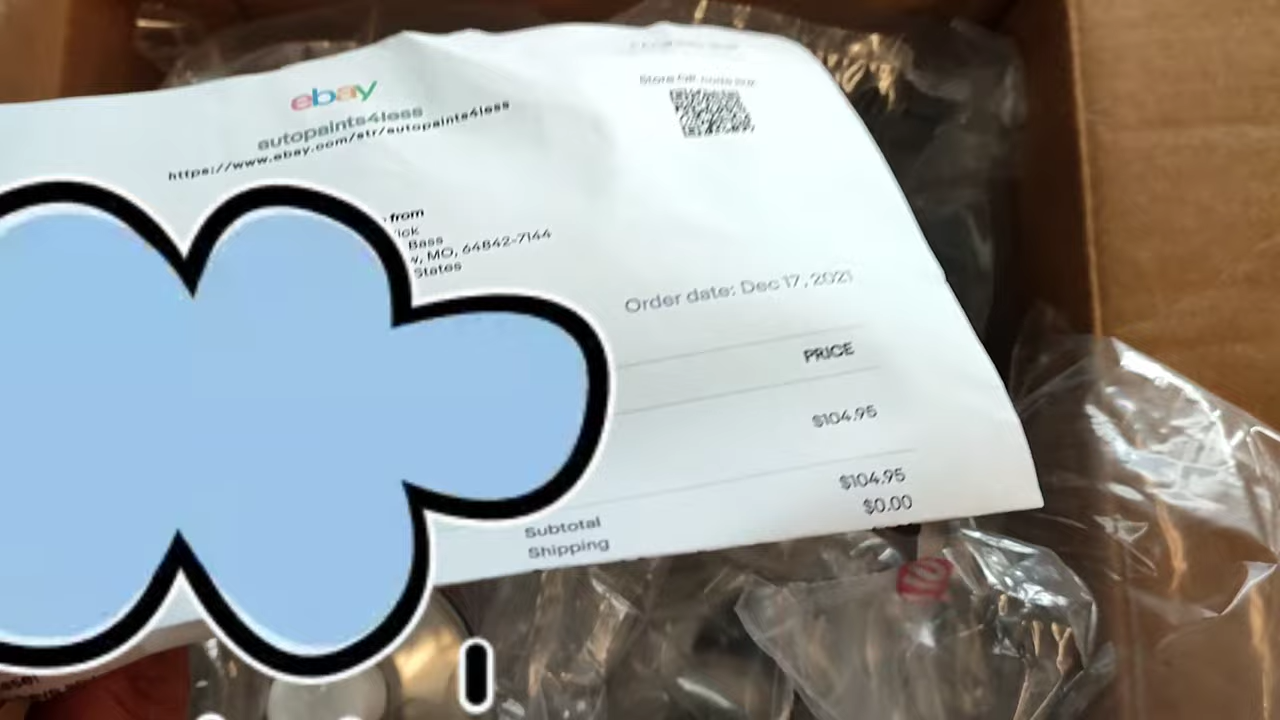 ebay
autopaints4less
https://www.ebay.com/str/autopaints4less
Store QR code
from
ick
Bass
, MO, 64842-7144
States
Order date: Dec 17, 2021
PRICE
$104.95
Subtotal $104.95
Shipping $0.00